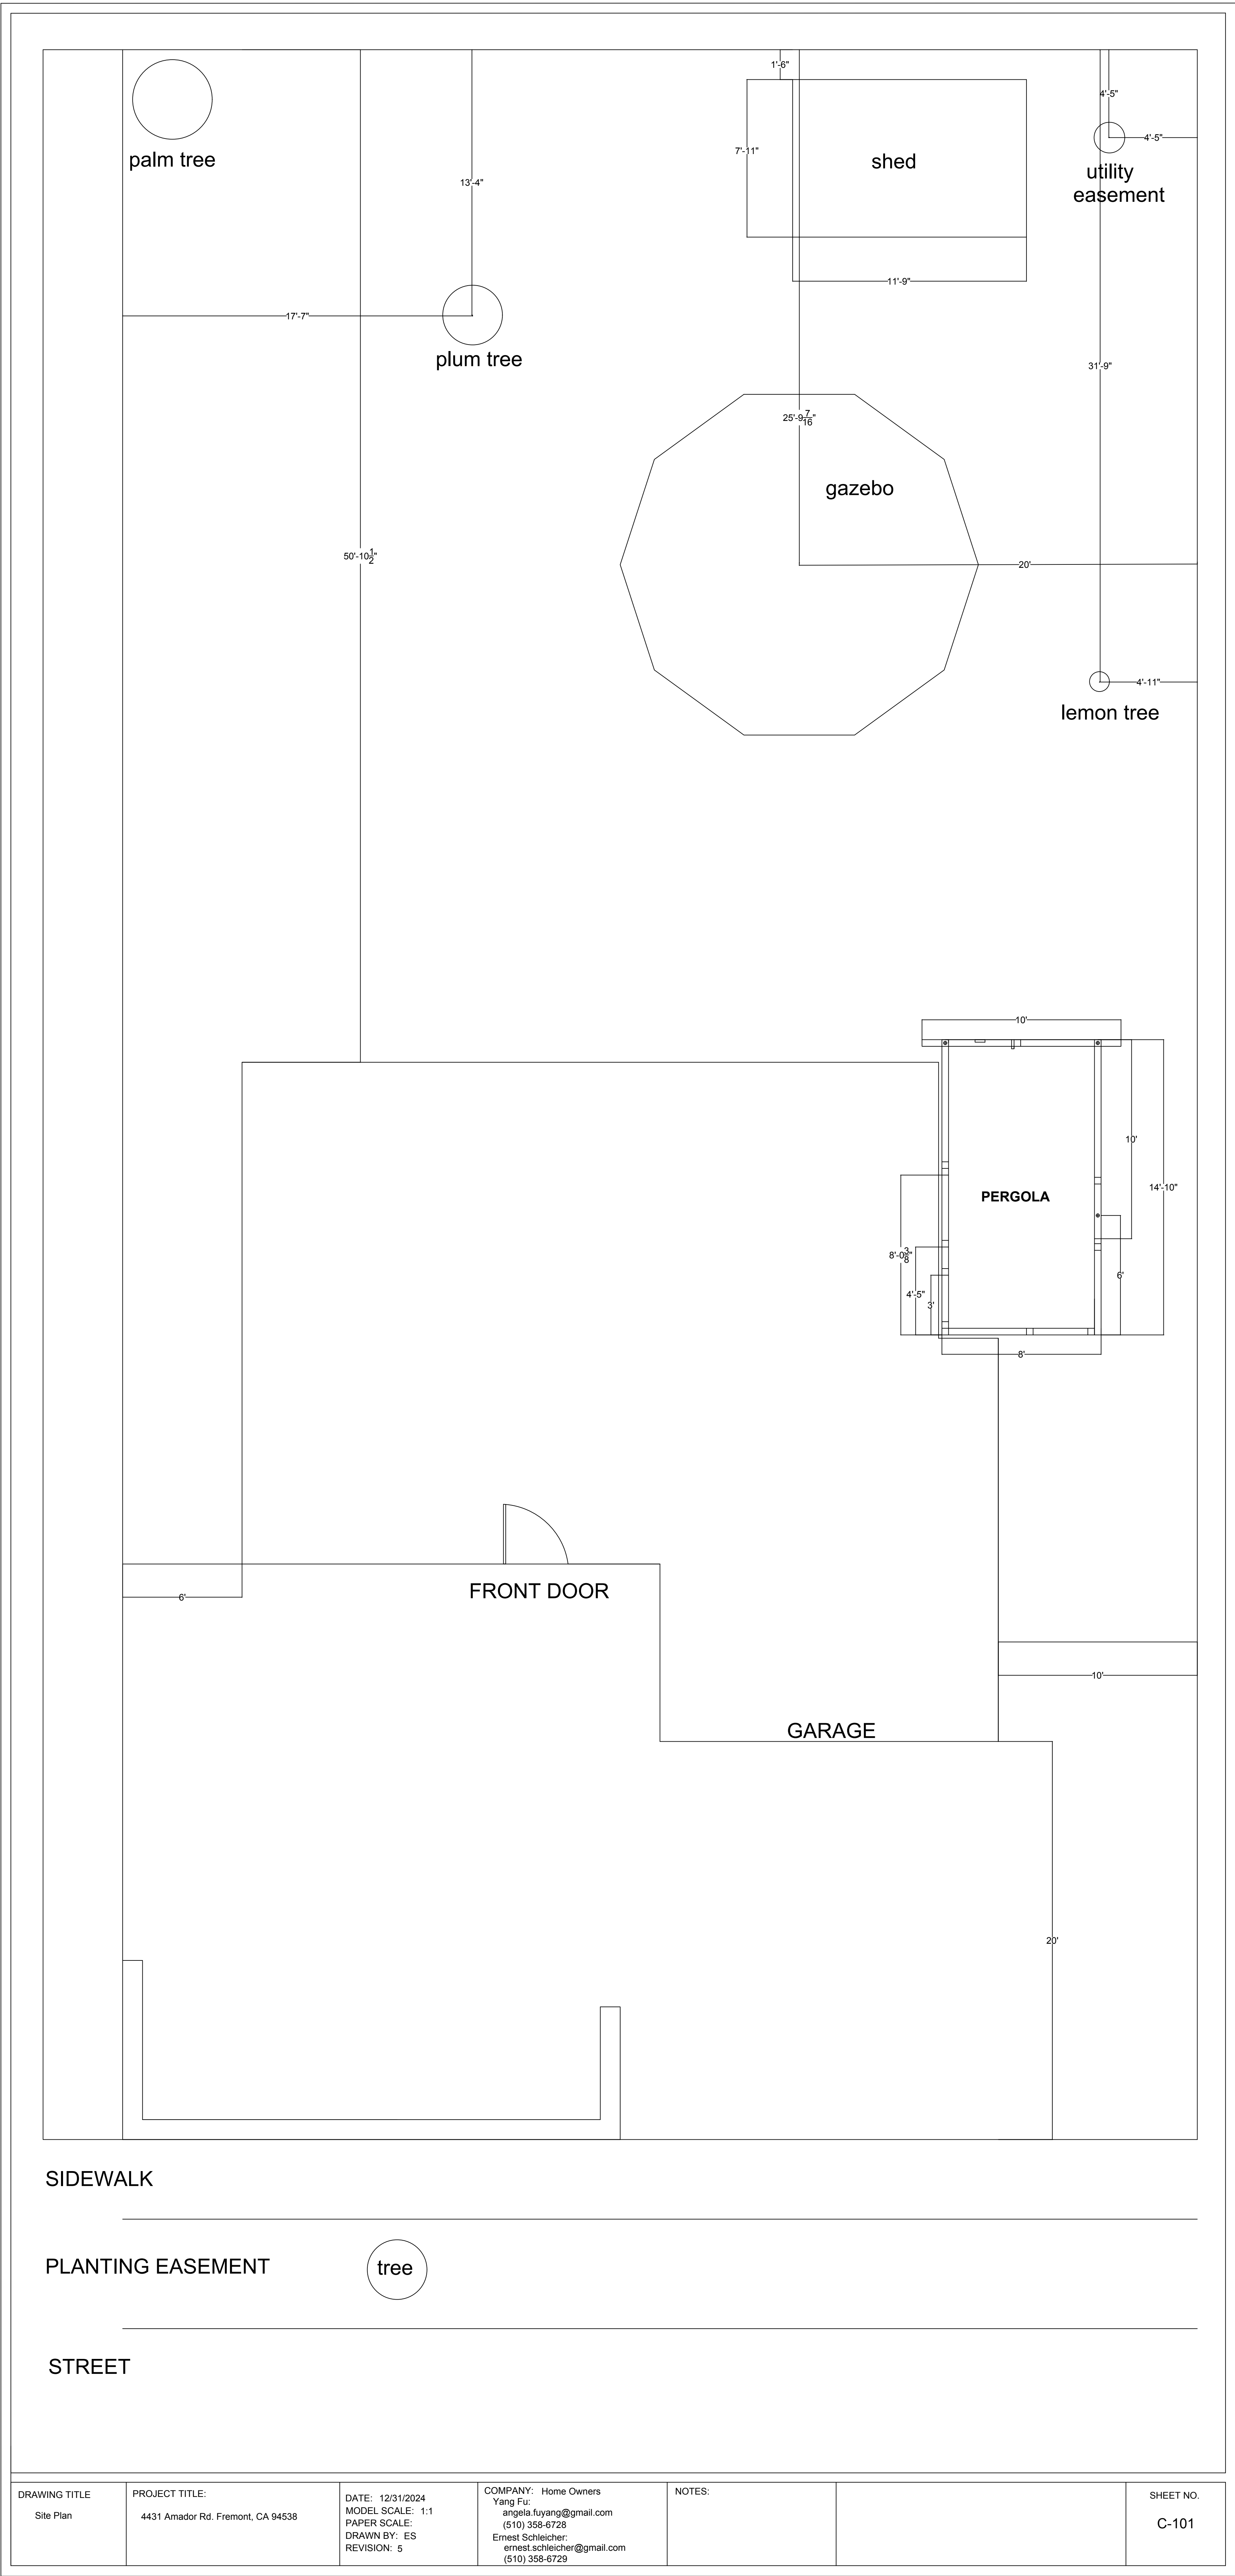 1'-6"
4'-5"
4'-5"
7'-11"
shed
palm tree
utility
easement
13'-4"
11'-9"
17'-7"
plum tree
31'-9"
25'-9 7/16"
gazebo
50'-10 1/2"
20'
4'-11"
lemon tree
10'
10'
14'-10"
PERGOLA
8'-0 3/8"
4'-5"
3'
6'
8'
FRONT DOOR
6'
10'
GARAGE
20'
SIDEWALK
PLANTING EASEMENT
tree
STREET
DRAWING TITLE
Site Plan
PROJECT TITLE:
4431 Amador Rd. Fremont, CA 94538
DATE: 12/31/2024
MODEL SCALE: 1:1
PAPER SCALE:
DRAWN BY: ES
REVISION: 5
COMPANY: Home Owners
Yang Fu:
angela.fuyang@gmail.com
(510) 358-6728
Ernest Schleicher:
ernest.schleicher@gmail.com
(510) 358-6729
NOTES:
SHEET NO.
C-101